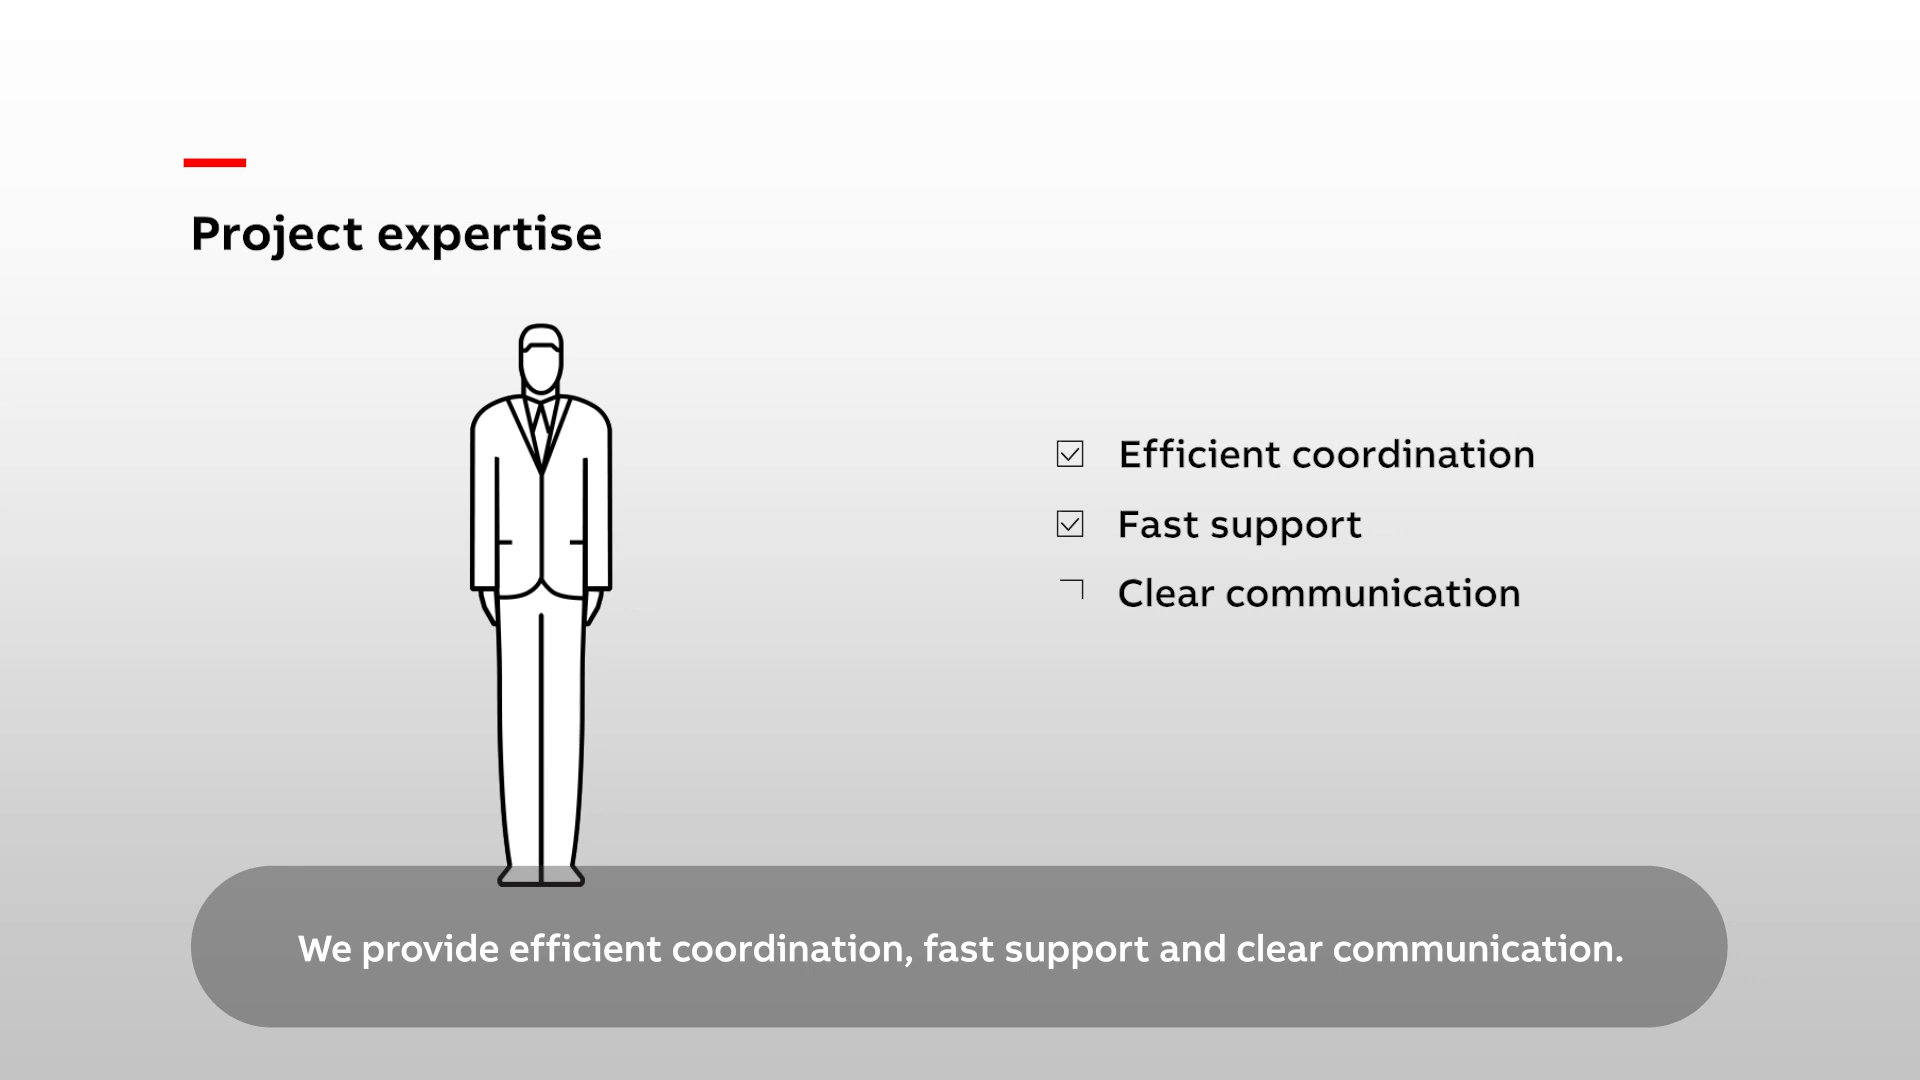 Project expertise
Efficient coordination
Fast support
Clear communication
We provide efficient coordination, fast support and clear communication.